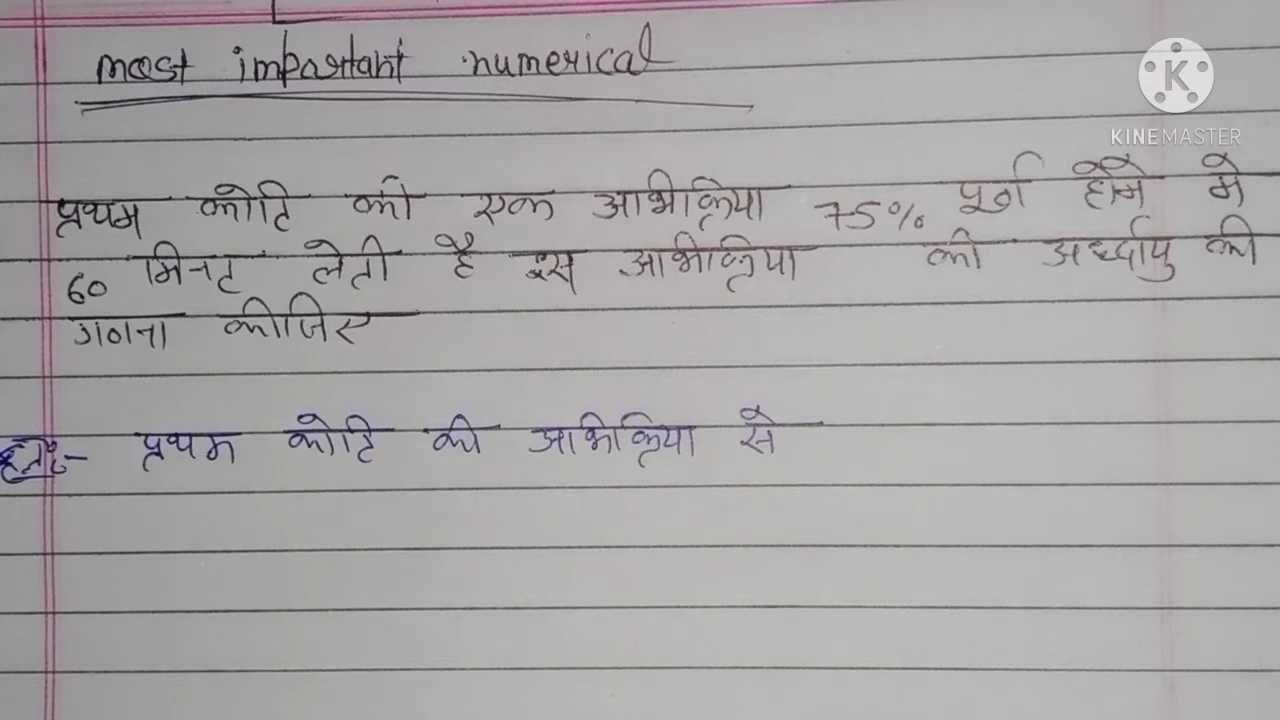 most important numerical
KINEMASTER
प्रथम कोटि की एक अभिक्रिया 75% पूर्ण होने मे
60 मिनट लेती है इस अभिक्रिया की अर्ध्दायु की
गणना कीजिए
हलः- प्रथम कोटि की अभिक्रिया से